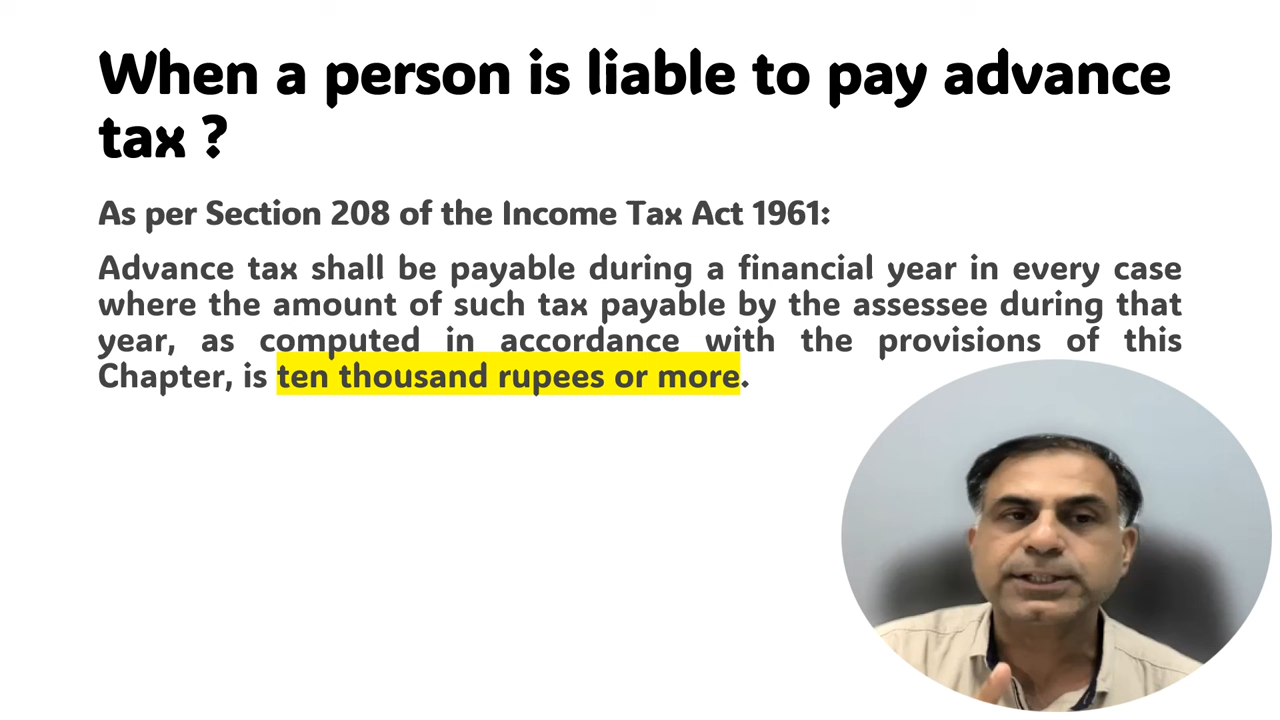 When a person is liable to pay advance
tax ?
As per Section 208 of the Income Tax Act 1961:
Advance tax shall be payable during a financial year in every case
where the amount of such tax payable by the assessee during that
year, as computed in accordance with the provisions of this
Chapter, is ten thousand rupees or more.